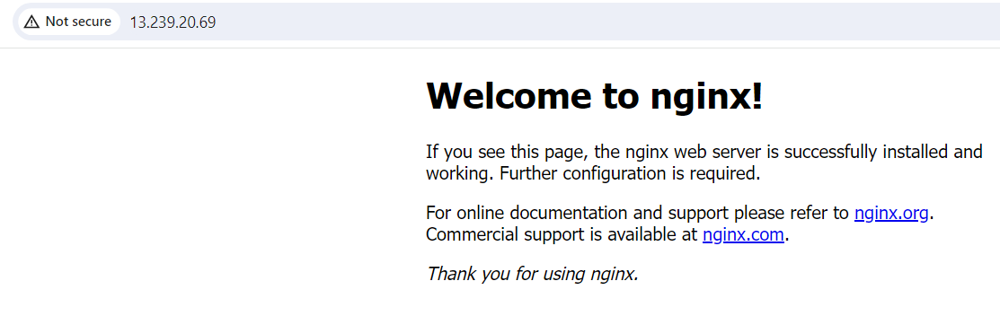 Not secure 13.239.20.69
Welcome to nginx!
If you see this page, the nginx web server is successfully installed and
working. Further configuration is required.
For online documentation and support please refer to nginx.org.
Commercial support is available at nginx.com.
Thank you for using nginx.